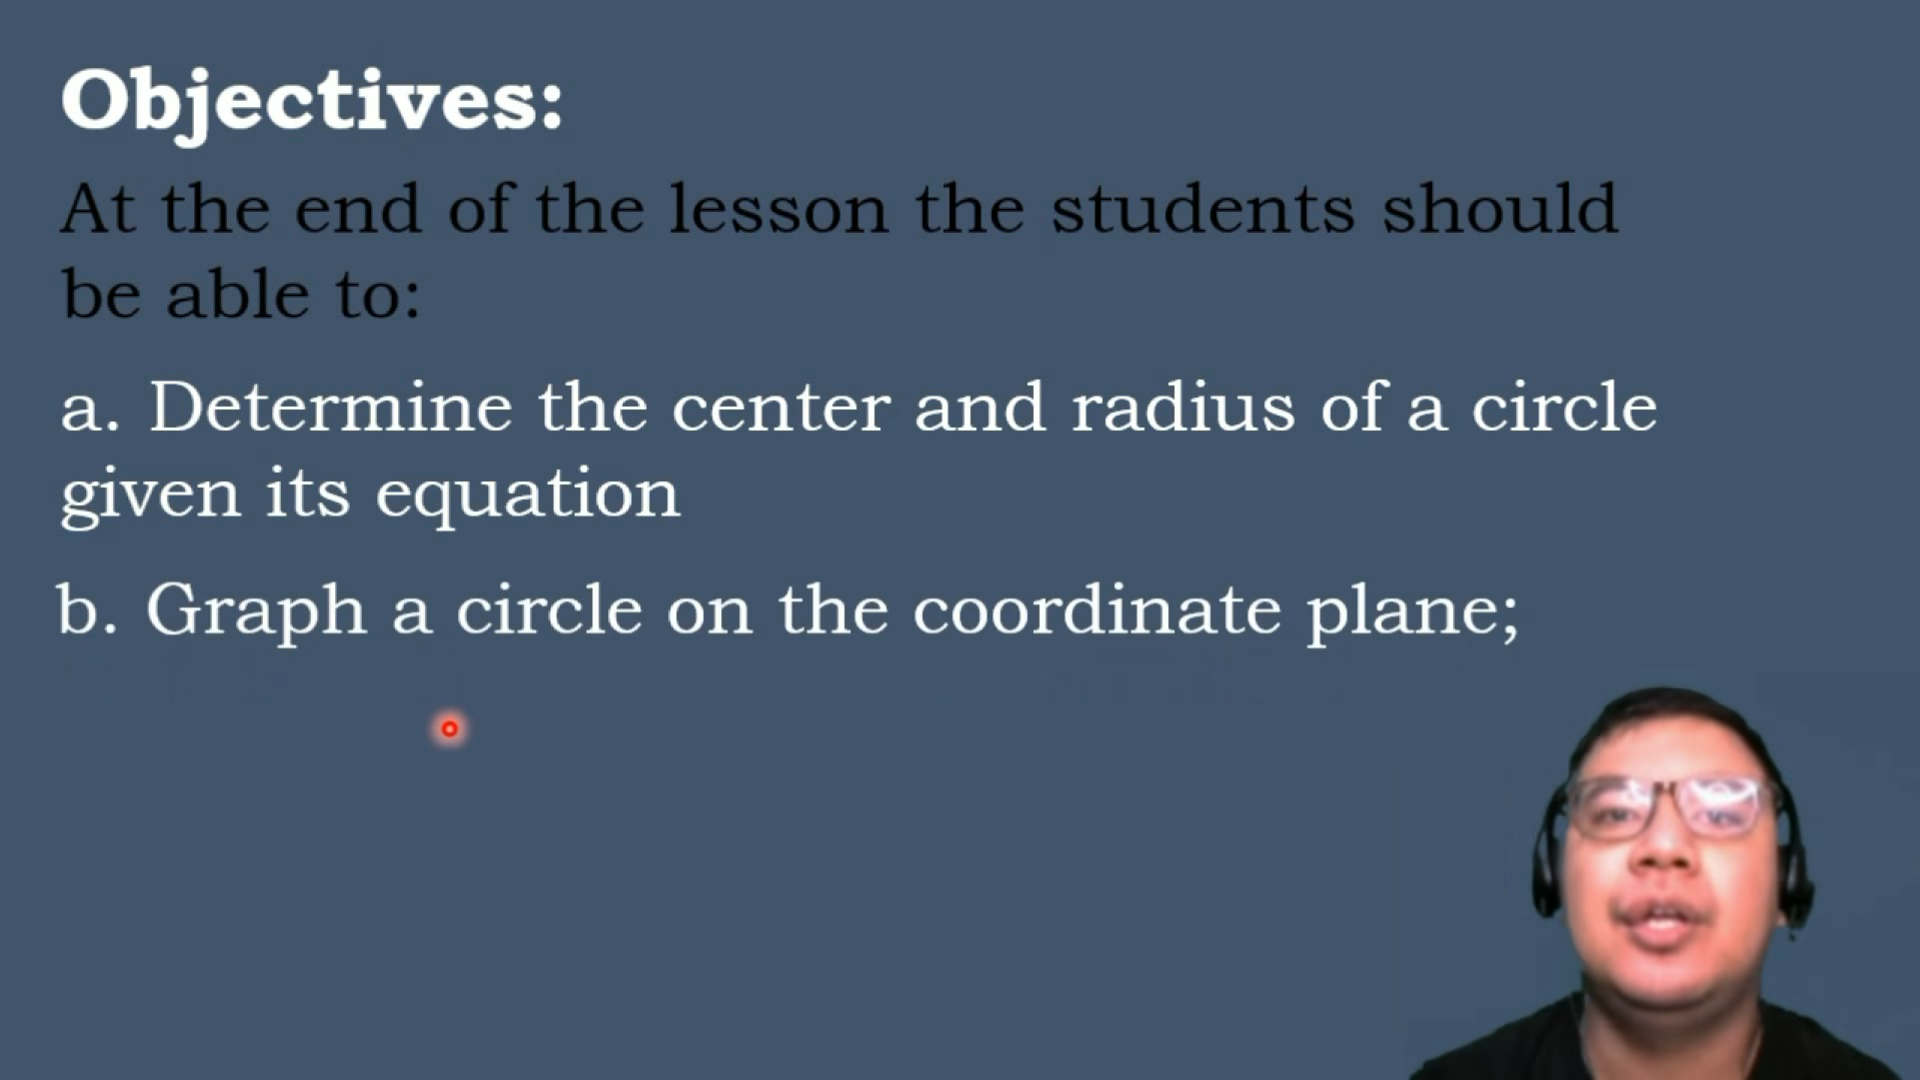 Objectives:
At the end of the lesson the students should
be able to:
a. Determine the center and radius of a circle
given its equation
b. Graph a circle on the coordinate plane;